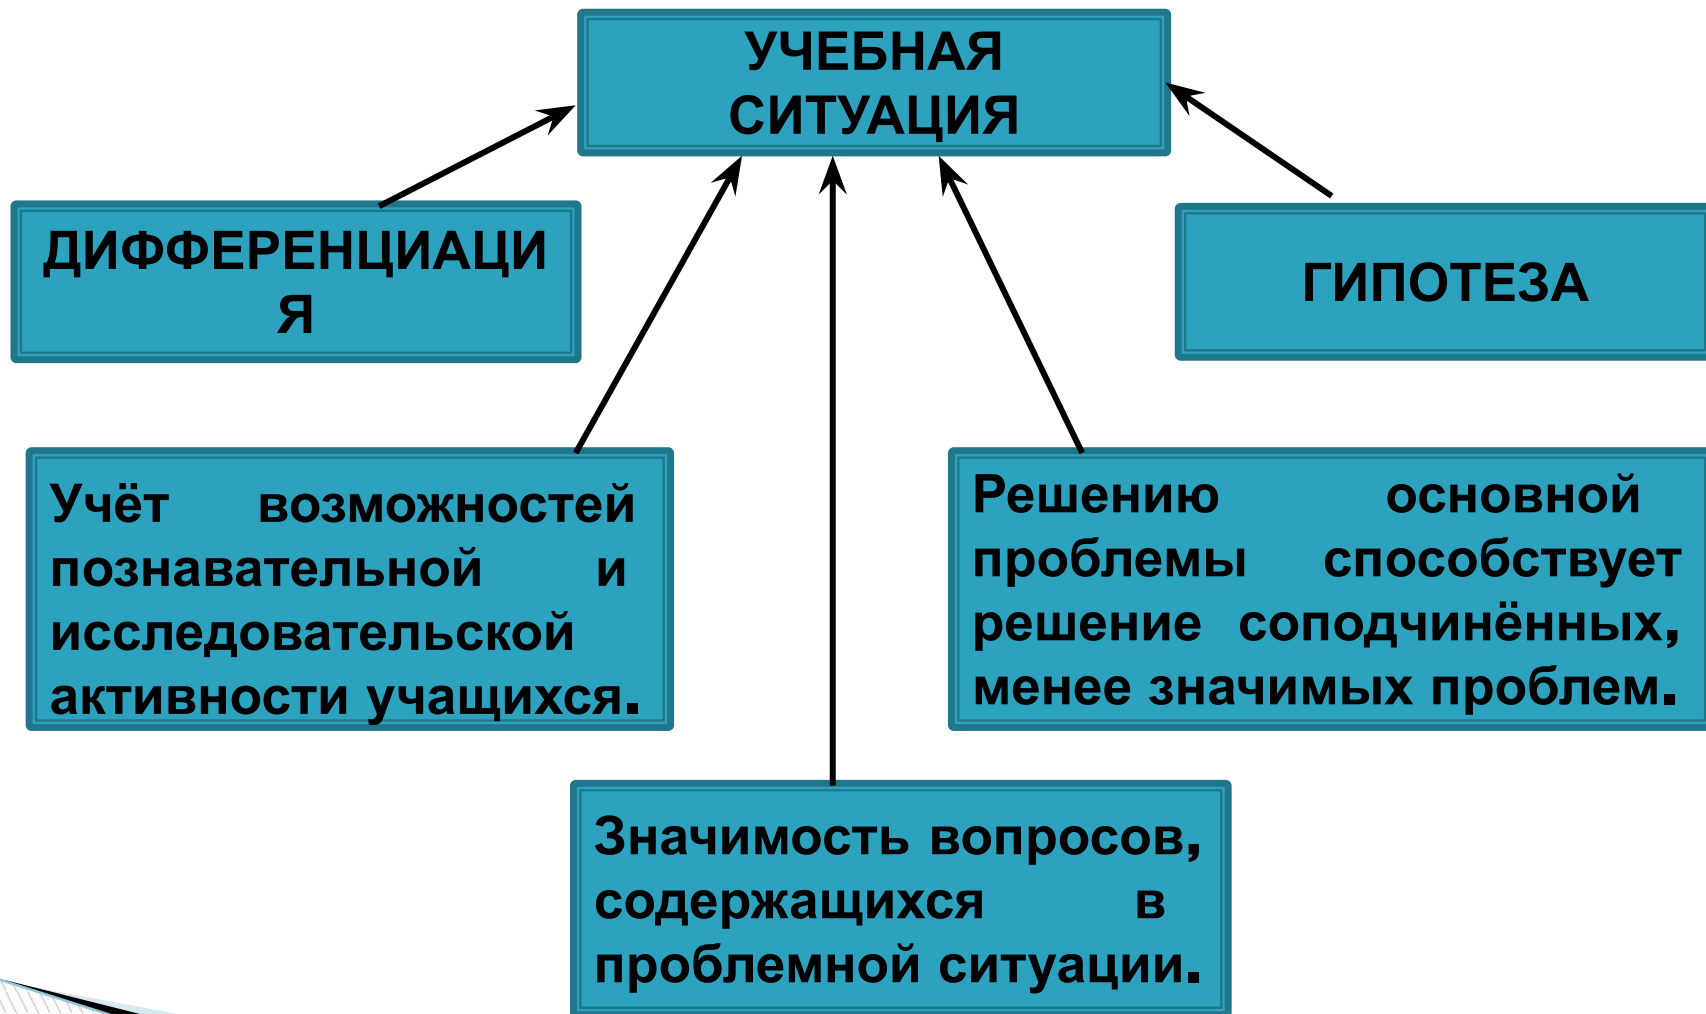 УЧЕБНАЯ
СИТУАЦИЯ
ДИФФЕРЕНЦИАЦИ
Я
ГИПОТЕЗА
Учёт возможностей
познавательной и
исследовательской
активности учащихся.
Решению основной
проблемы способствует
решение соподчинённых,
менее значимых проблем.
Значимость вопросов,
содержащихся в
проблемной ситуации.